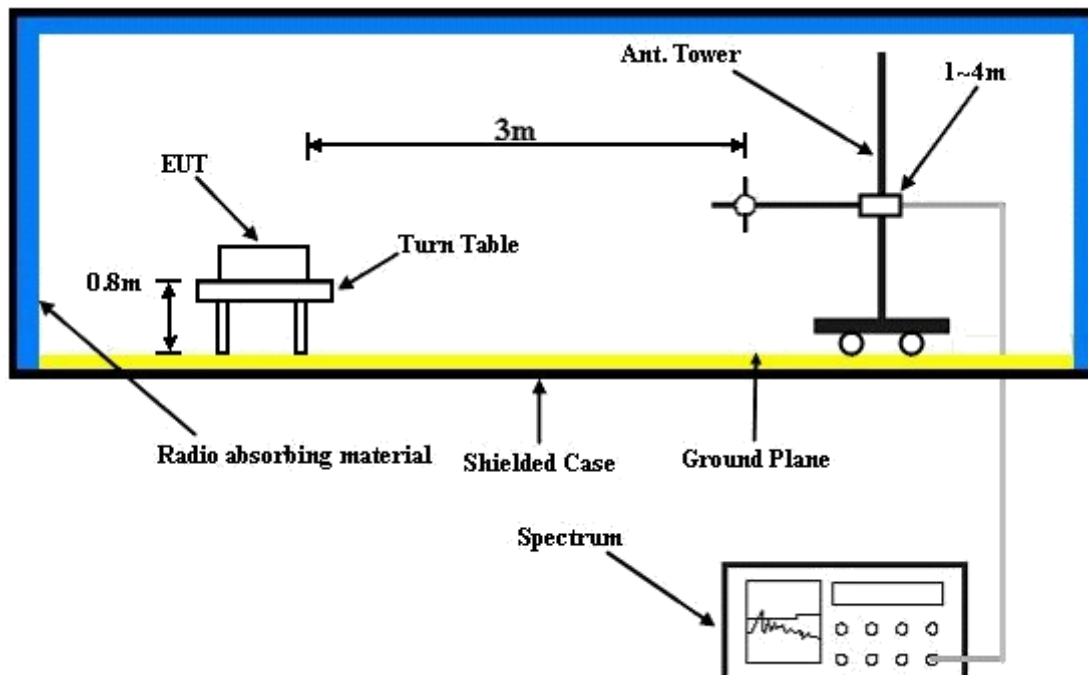 Ant. Tower
1~4m
3m
EUT
Turn Table
0.8m
Radio absorbing material
Shielded Case
Ground Plane
Spectrum